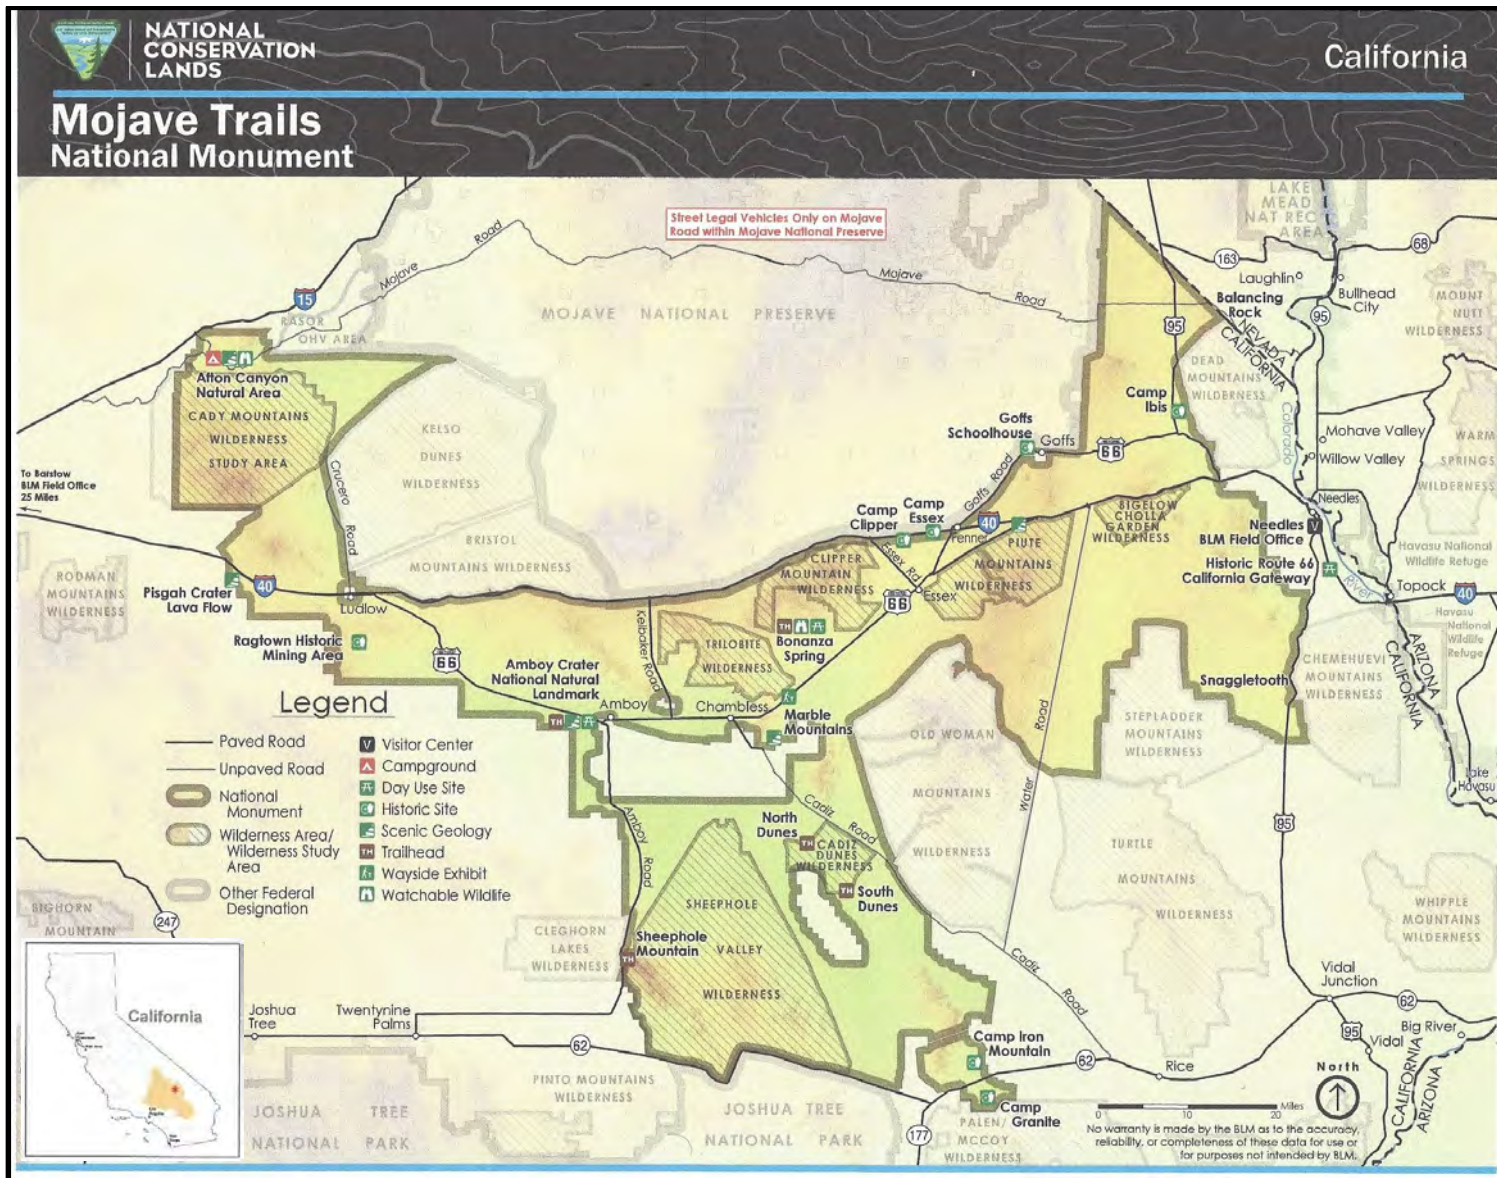 NATIONAL
CONSERVATION
LANDS
California
Mojave Trails
National Monument
Street Legal Vehicles Only on Mojave
Road within Mojave National Preserve
LAKE
MEAD
NAT REC
AREA
68
163
Laughlin
Bullhead
City
95
Balancing
Rock
MOUNT
NUTT
WILDERNESS
Mojave
Road
Mojave
Road
15
RASOR
OHV AREA
MOJAVE NATIONAL PRESERVE
95
NEVADA
CALIFORNIA
DEAD
MOUNTAINS
WILDERNESS
Afton Canyon
Natural Area
CADY MOUNTAINS
WILDERNESS
STUDY AREA
KELSO
DUNES
WILDERNESS
Camp
Ibis
Goffs
Schoolhouse
Goffs
66
Colorado
Mohave Valley
Willow Valley
WARM
SPRINGS
WILDERNESS
To Barstow
BLM Field Office
25 Miles
Crucero
Road
Goffs Road
Camp
Clipper
Camp
Essex
40
Fenner
BIGELOW
CHOLLA
GARDEN
WILDERNESS
Needles
Needles
BLM Field Office
V
BRISTOL
MOUNTAINS WILDERNESS
CLIPPER
MOUNTAIN
WILDERNESS
Essex Rd
PIUTE
MOUNTAINS
WILDERNESS
Havasu National
Wildlife Refuge
Historic Route 66
California Gateway
River
Topock
40
RODMAN
MOUNTAINS
WILDERNESS
Pisgah Crater
Lava Flow
40
Ludlow
66
Essex
Havasu
National
Wildlife
Refuge
Ragtown Historic
Mining Area
66
Kelbaker Road
TRILOBITE
WILDERNESS
TH
Bonanza
Spring
ARIZONA
CALIFORNIA
CHEMEHUEVI
MOUNTAINS
WILDERNESS
Snaggletooth
Amboy Crater
National Natural
Landmark
TH
Amboy
Chambless
Marble
Mountains
Road
Water
OLD WOMAN
MOUNTAINS
WILDERNESS
STEPLADDER
MOUNTAINS
WILDERNESS
Lake
Havasu
Legend
Paved Road
Unpaved Road
National
Monument
Wilderness Area/
Wilderness Study
Area
Other Federal
Designation
V Visitor Center
Campground
Day Use Site
Historic Site
Scenic Geology
TH Trailhead
Wayside Exhibit
Watchable Wildlife
Amboy
Road
North
Dunes
TH
CADIZ
DUNES
WILDERNESS
Cadiz
Road
TH
South
Dunes
95
TURTLE
MOUNTAINS
WILDERNESS
WHIPPLE
MOUNTAINS
WILDERNESS
BIGHORN
MOUNTAIN
247
CLEGHORN
LAKES
WILDERNESS
Sheephole
Mountain
TH
SHEEPHOLE
VALLEY
WILDERNESS
Cadiz
Road
Vidal
Junction
62
95
Big River
Vidal
California
Joshua
Tree
Twentynine
Palms
62
Camp Iron
Mountain
62
Rice
CALIFORNIA
ARIZONA
North
JOSHUA TREE
NATIONAL PARK
PINTO MOUNTAINS
WILDERNESS
JOSHUA TREE
NATIONAL PARK
177
Camp
Granite
PALEN/
MCCOY
WILDERNESS
0 10 20 Miles
No warranty is made by the BLM as to the accuracy,
reliability, or completeness of these data for use or
for purposes not intended by BLM.